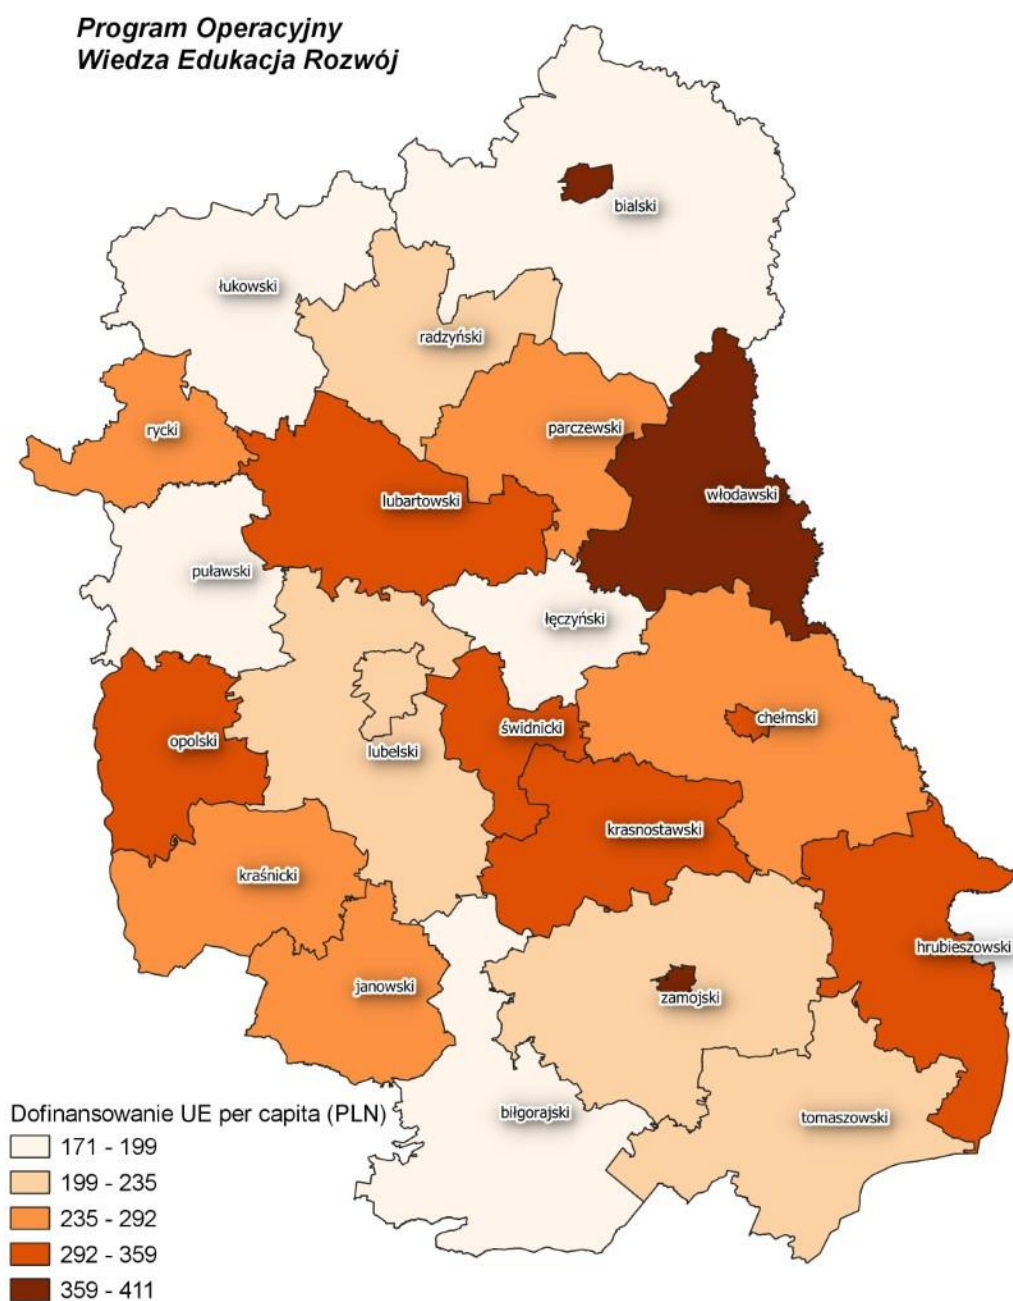 Program Operacyjny
Wiedza Edukacja Rozwój
bialski
łukowski
radzyński
rycki
parczewski
lubartowski
włodawski
puławski
łęczyński
opolski
lubelski
świdnicki
chełmski
krasnostawski
kraśnicki
hrubieszowski
janowski
zamojski
biłgorajski
tomaszowski
Dofinansowanie UE per capita (PLN)
171 - 199
199 - 235
235 - 292
292 - 359
359 - 411